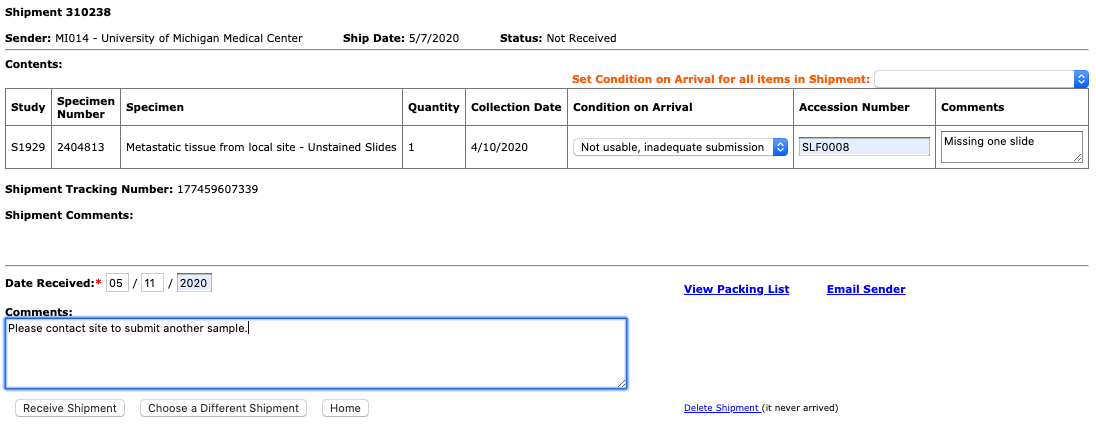 Shipment 310238
Sender: MI014 - University of Michigan Medical Center Ship Date: 5/7/2020 Status: Not Received
Contents:
Set Condition on Arrival for all items in Shipment:
Study Specimen Number Specimen Quantity Collection Date Condition on Arrival Accession Number Comments
S1929 2404813 Metastatic tissue from local site - Unstained Slides 1 4/10/2020 Not usable, inadequate submission SLF0008 Missing one slide
Shipment Tracking Number: 177459607339
Shipment Comments:
Date Received:* 05 / 11 / 2020
View Packing List Email Sender
Comments:
Please contact site to submit another sample.
Receive Shipment Choose a Different Shipment Home Delete Shipment (it never arrived)